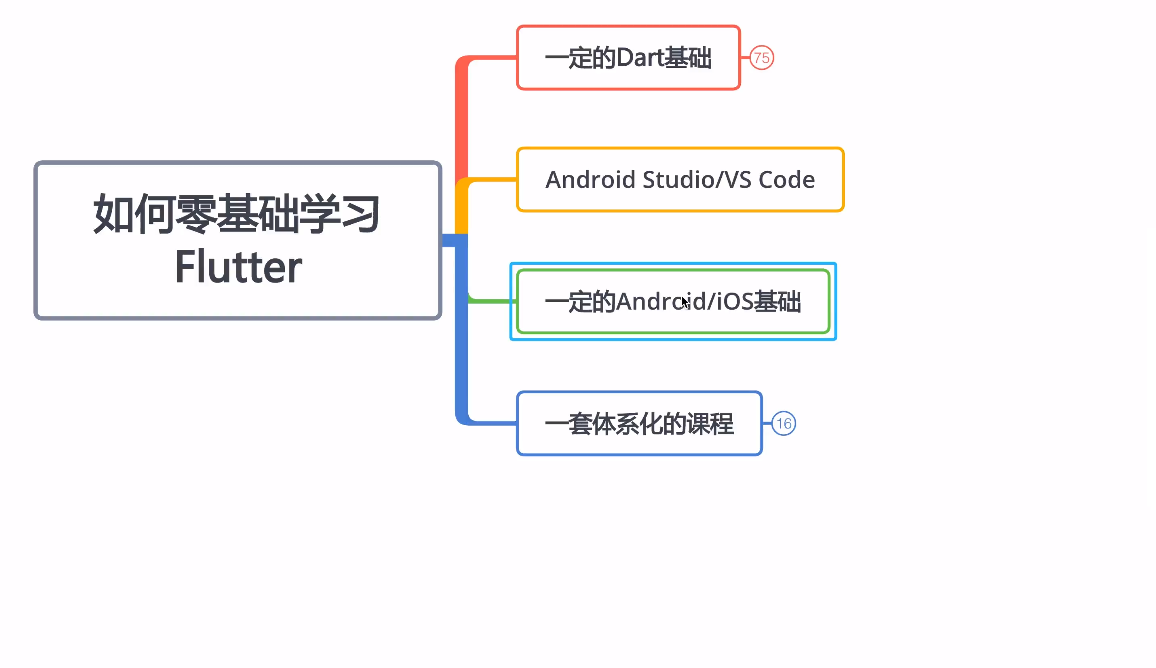 一定的Dart基础
75
Android Studio/VS Code
如何零基础学习
Flutter
一定的Android/iOS基础
一套体系化的课程
16